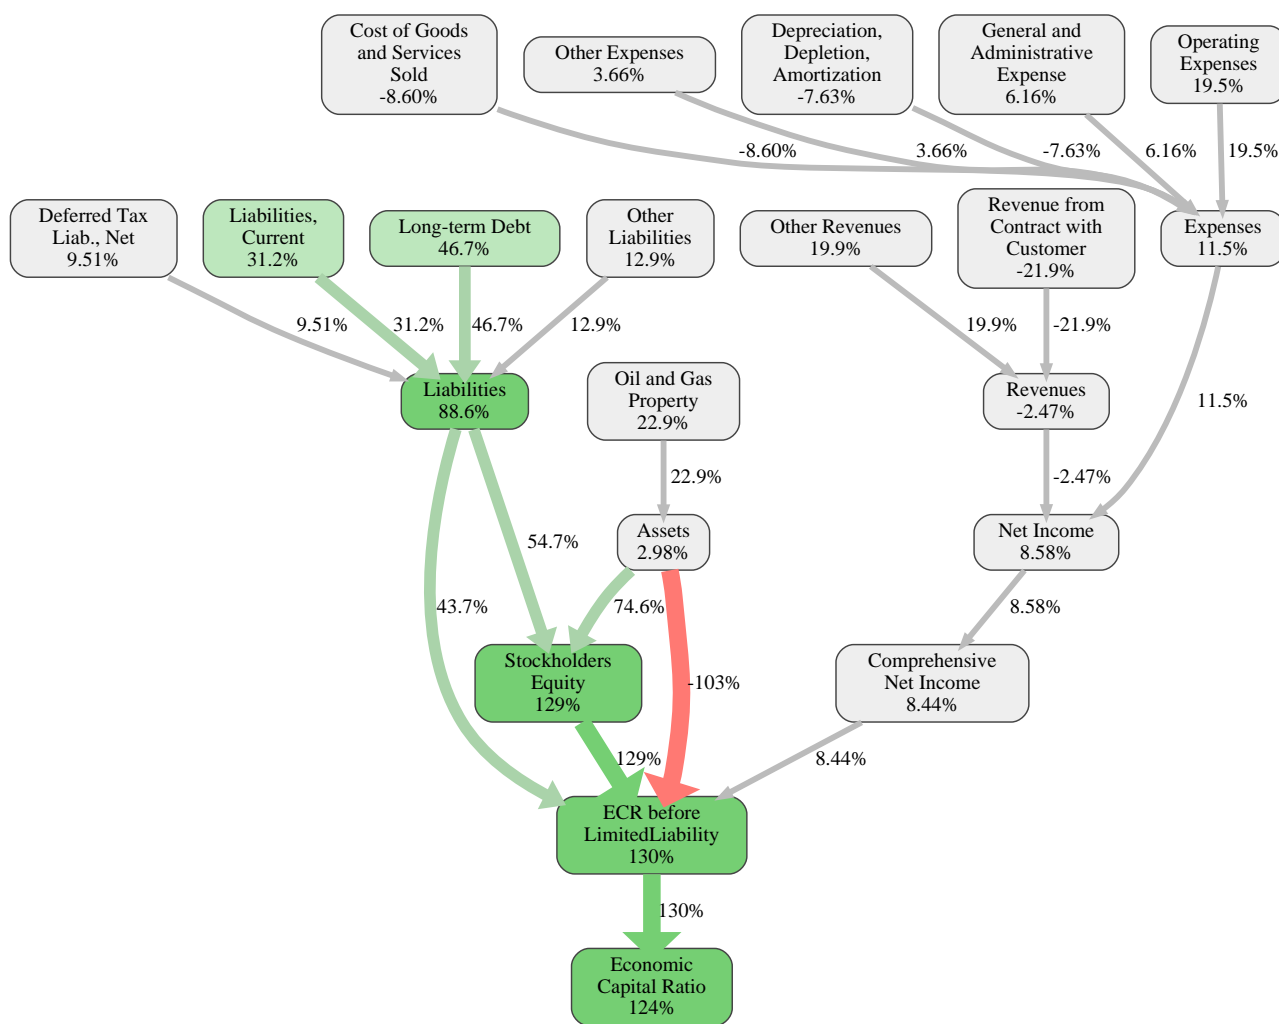 Cost of Goods
and Services
Sold
-8.60%
Other Expenses
3.66%
Depreciation,
Depletion,
Amortization
-7.63%
General and
Administrative
Expense
6.16%
Operating
Expenses
19.5%
-8.60%
3.66%
-7.63%
6.16%
19.5%
Deferred Tax
Liab., Net
9.51%
Liabilities,
Current
31.2%
Long-term Debt
46.7%
Other
Liabilities
12.9%
Other Revenues
19.9%
Revenue from
Contract with
Customer
-21.9%
Expenses
11.5%
9.51%
31.2%
46.7%
12.9%
19.9%
-21.9%
Liabilities
88.6%
Oil and Gas
Property
22.9%
Revenues
-2.47%
11.5%
22.9%
-2.47%
54.7%
Assets
2.98%
Net Income
8.58%
43.7%
74.6%
8.58%
Stockholders
Equity
129%
-103%
Comprehensive
Net Income
8.44%
129%
8.44%
ECR before
LimitedLiability
130%
130%
Economic
Capital Ratio
124%